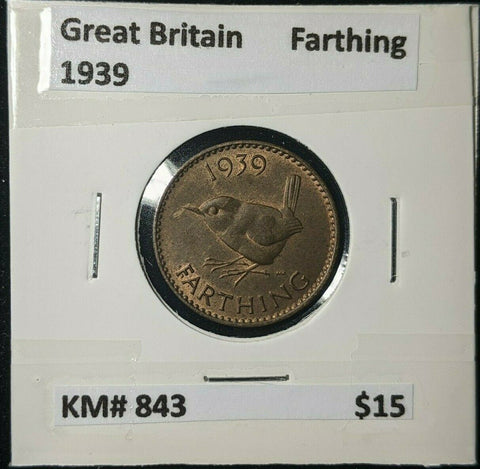 Great Britain Farthing
1939
1939
FARTHING
KM# 843 $15